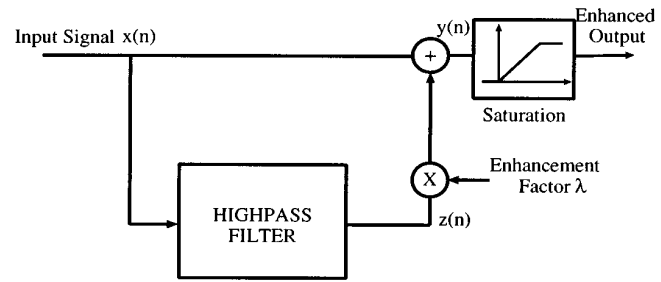 Input Signal x(n)
y(n)
Enhanced
Output
+
Saturation
X
Enhancement
Factor λ
HIGHPASS
FILTER
z(n)